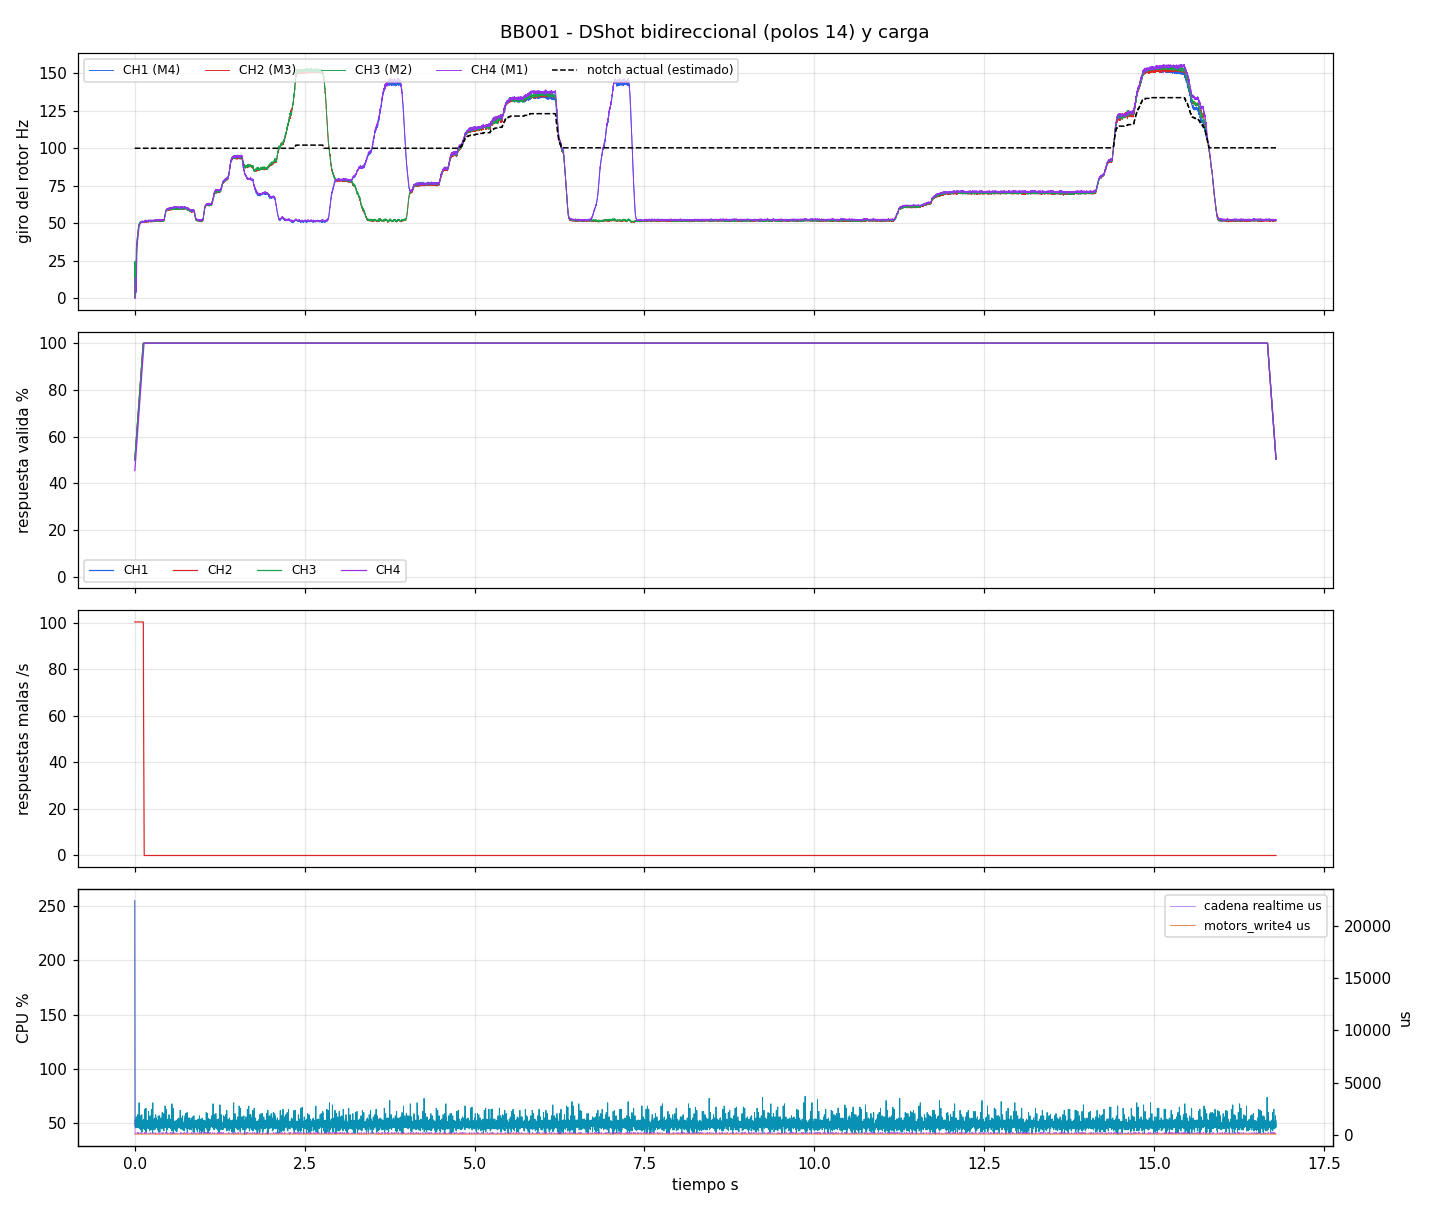 BB001 - DShot bidireccional (polos 14) y carga
CH1 (M4) CH2 (M3) CH3 (M2) CH4 (M1) notch actual (estimado)
giro del rotor Hz
150
125
100
75
50
25
0
respuesta valida %
100
80
60
40
20
0
CH1 CH2 CH3 CH4
respuestas malas /s
100
80
60
40
20
0
CPU %
250
200
150
100
50
cadena realtime us
motors_write4 us
20000
15000
10000
5000
0
us
0.0 2.5 5.0 7.5 10.0 12.5 15.0 17.5
tiempo s